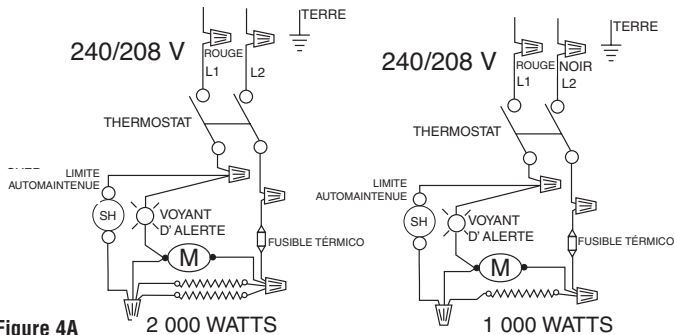 TERRE
240/208 V
ROUGE
L1
L2
THERMOSTAT
LIMITE
AUTOMAINTENUE
SH
VOYANT
D' ALERTE
FUSIBLE TÉRMICO
M
Figure 4A
2 000 WATTS
TERRE
240/208 V
ROUGE
NOIR
L1
L2
THERMOSTAT
LIMITE
AUTOMAINTENUE
SH
VOYANT
D' ALERTE
FUSIBLE TÉRMICO
M
1 000 WATTS